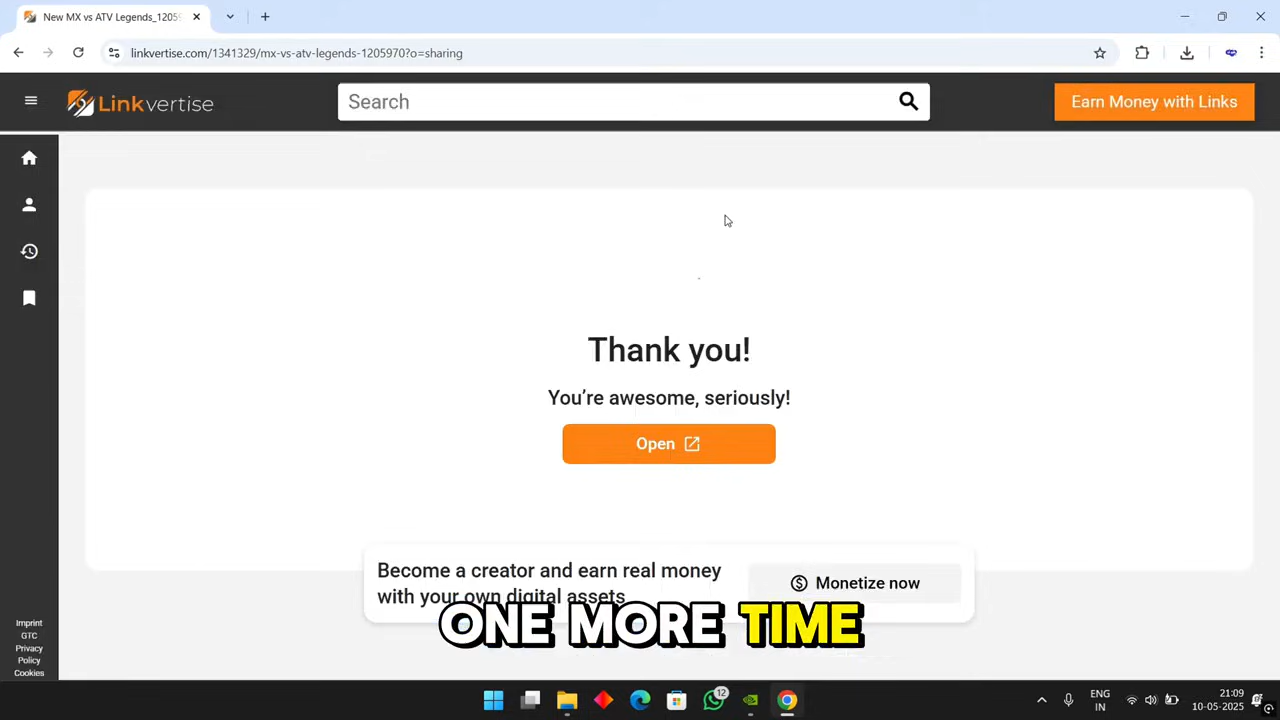 New MX vs ATV Legends_1205
linkvertise.com/1341329/mx-vs-atv-legends-1205970?o=sharing
Linkvertise
Search
Earn Money with Links
Thank you!
You’re awesome, seriously!
Open
Become a creator and earn real money
with your own digital assets
Monetize now
ONE MORE TIME
Imprint
GTC
Privacy
Policy
Cookies
12
ENG
IN
21:09
10-05-2025